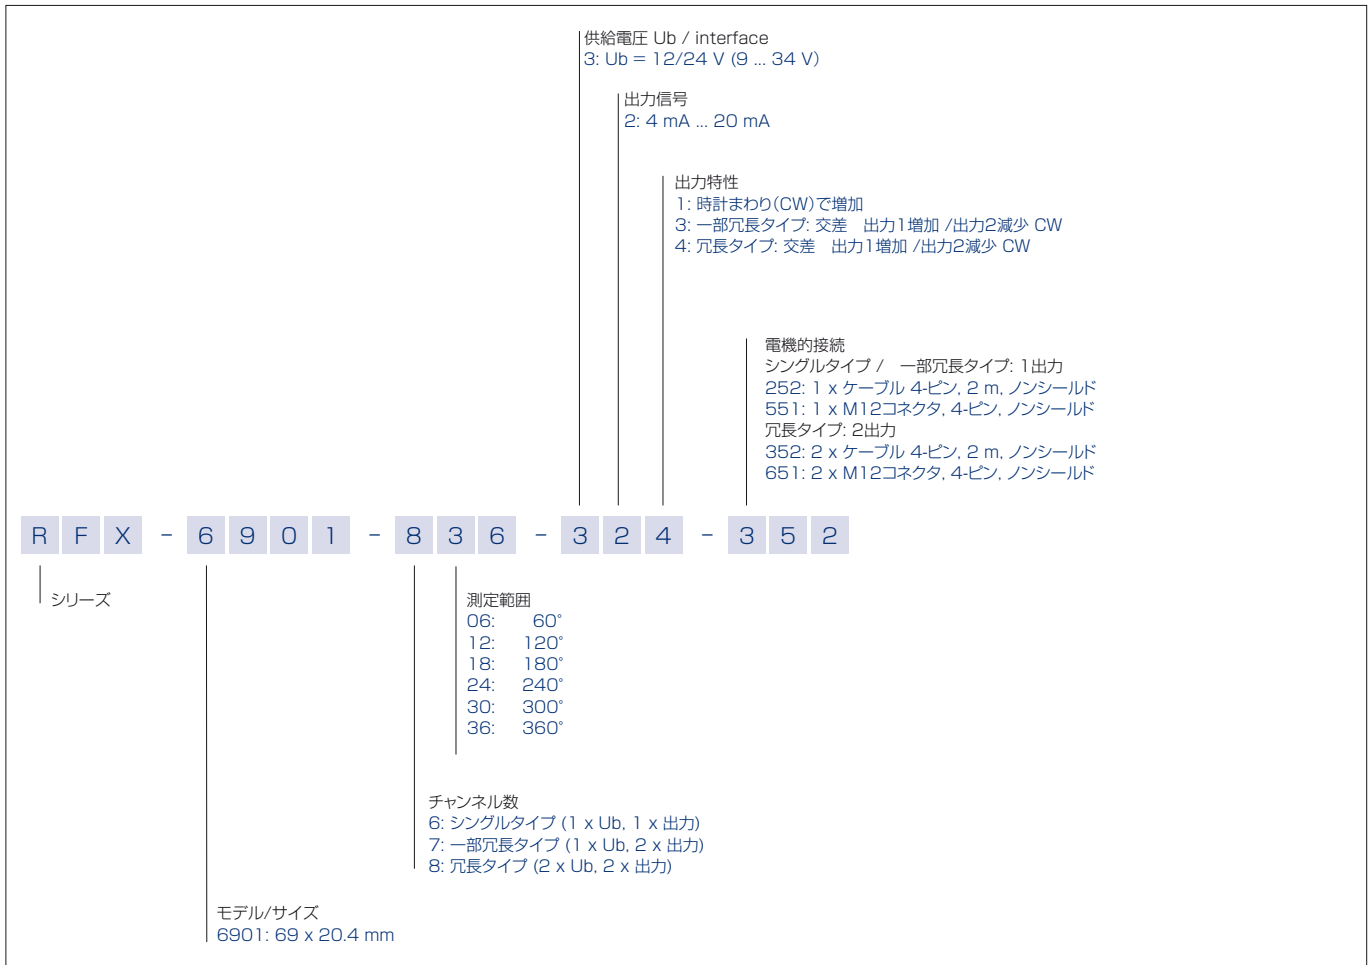 供給電圧 Ub / interface
3: Ub = 12/24 V (9 ... 34 V)
出力信号
2: 4 mA ... 20 mA
出力特性
1: 時計まわり(CW)で増加
3: 一部冗長タイプ: 交差　出力1増加 /出力2減少 CW
4: 冗長タイプ: 交差　出力1増加 /出力2減少 CW
電機的接続
シングルタイプ /　一部冗長タイプ: 1出力
252: 1 x ケーブル 4-ピン, 2 m, ノンシールド
551: 1 x M12コネクタ, 4-ピン, ノンシールド
冗長タイプ: 2出力
352: 2 x ケーブル 4-ピン, 2 m, ノンシールド
651: 2 x M12コネクタ, 4-ピン, ノンシールド
R F X - 6 9 0 1 - 8 3 6 - 3 2 4 - 3 5 2
シリーズ
測定範囲
06: 60°
12: 120°
18: 180°
24: 240°
30: 300°
36: 360°
チャンネル数
6: シングルタイプ (1 x Ub, 1 x 出力)
7: 一部冗長タイプ (1 x Ub, 2 x 出力)
8: 冗長タイプ (2 x Ub, 2 x 出力)
モデル/サイズ
6901: 69 x 20.4 mm